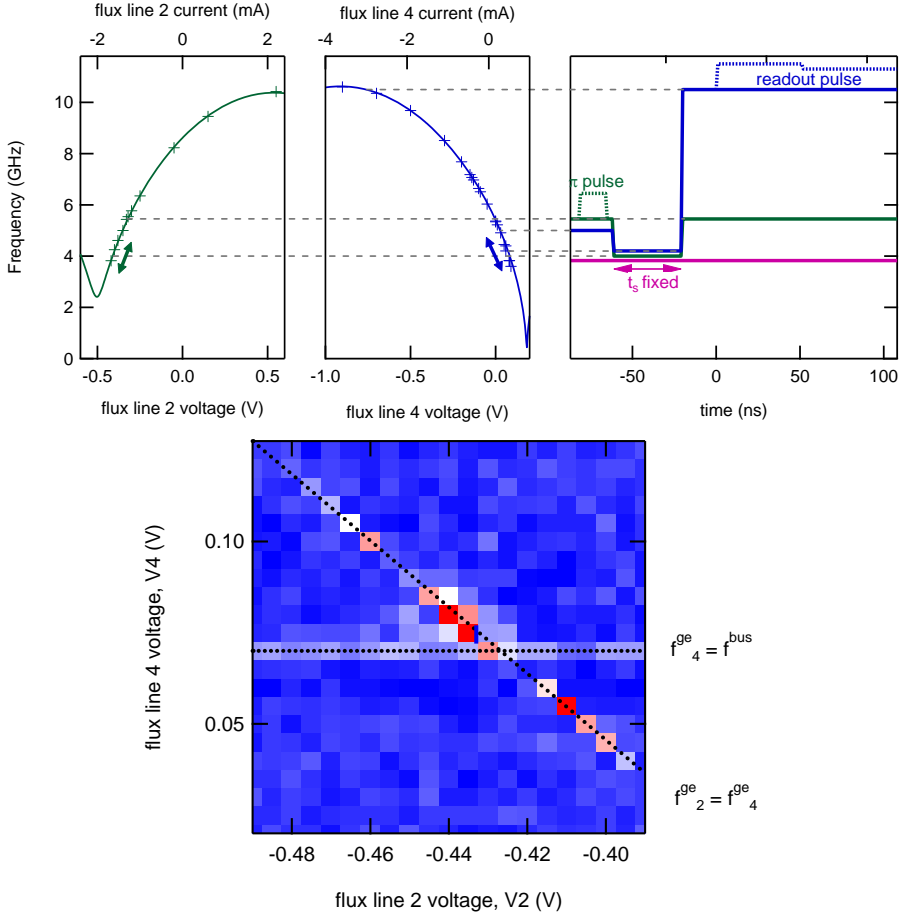 flux line 2 current (mA)
-2 0 2
flux line 4 current (mA)
-4 -2 0
Frequency (GHz)
10
8
6
4
2
0
π pulse
readout pulse
t_s fixed
-0.5 0.0 0.5
flux line 2 voltage (V)
-1.0 -0.5 0.0
flux line 4 voltage (V)
-50 0 50 100
time (ns)
flux line 4 voltage, V4 (V)
0.10
0.05
f^ge_4 = f^bus
f^ge_2 = f^ge_4
-0.48 -0.46 -0.44 -0.42 -0.40
flux line 2 voltage, V2 (V)